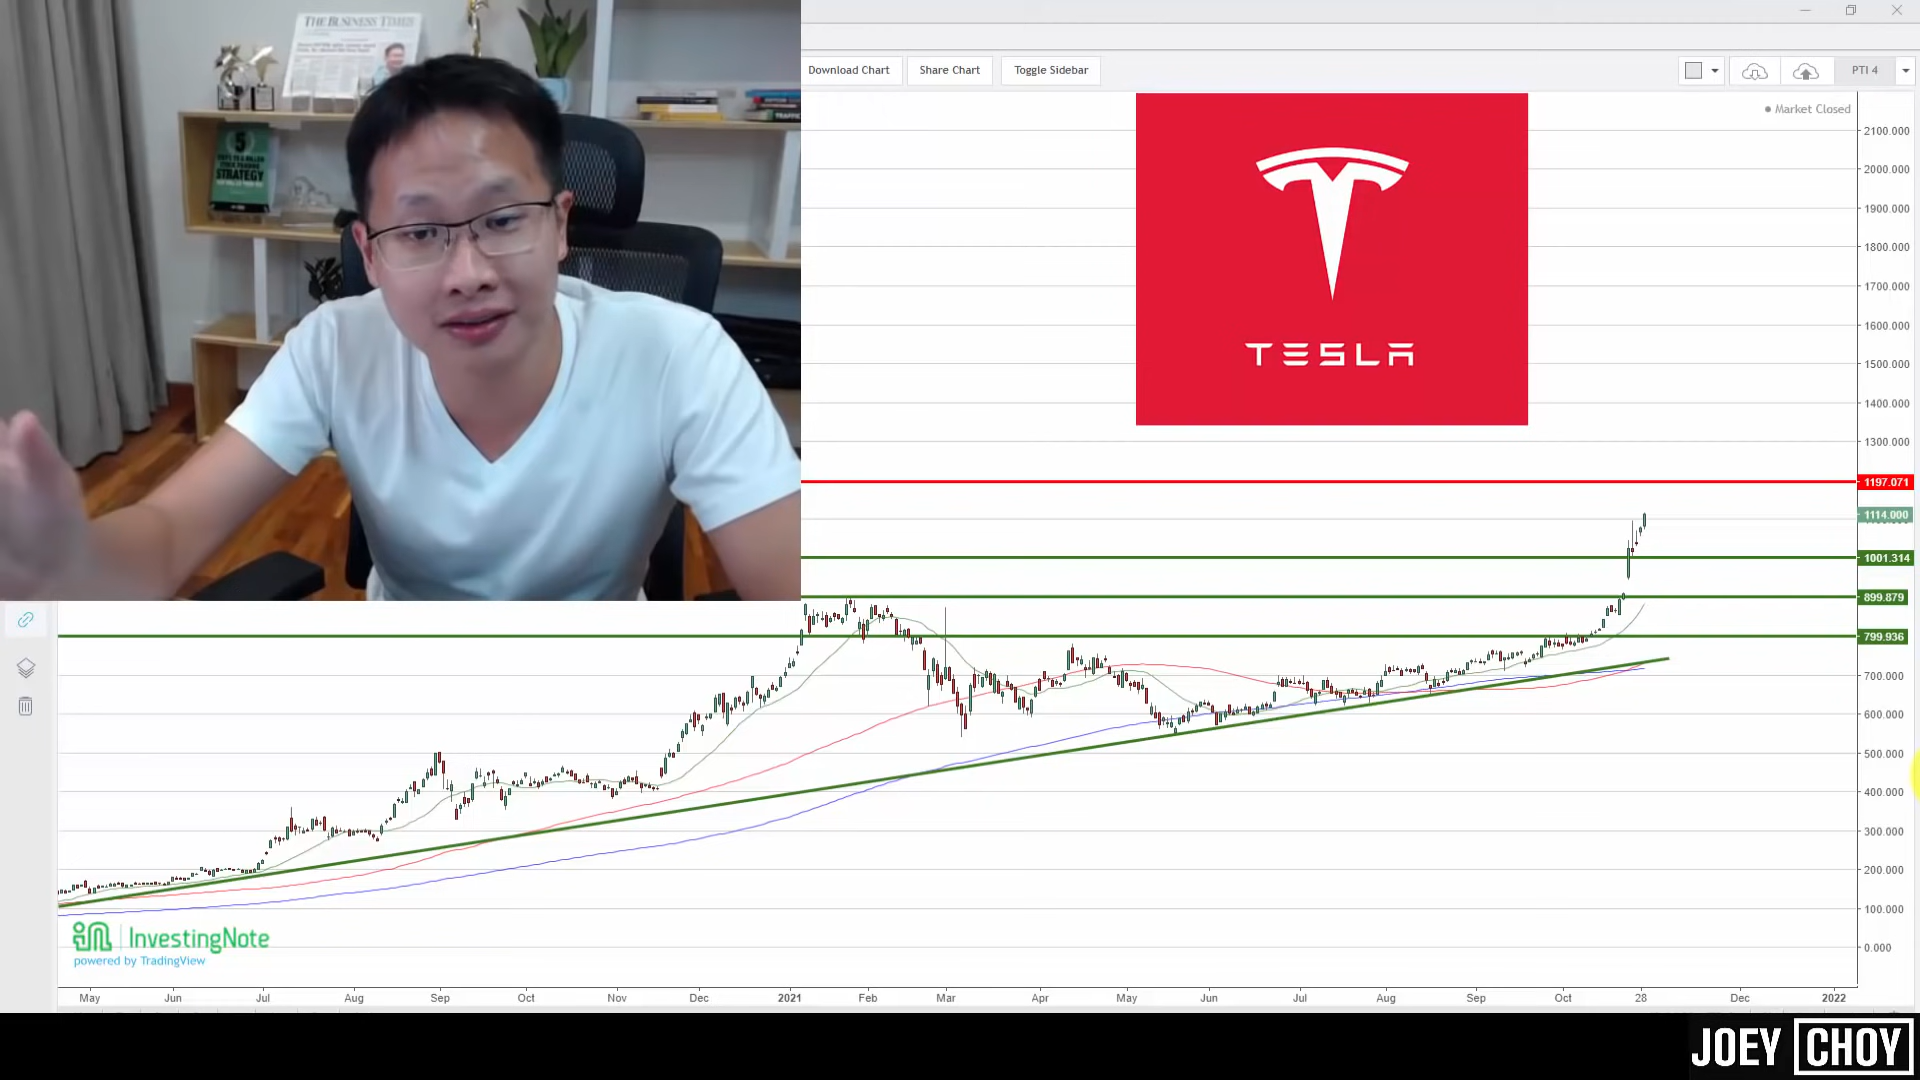 THE BUSINESS TIMES
5
STRATEGY
TRAFFIC
Download Chart
Share Chart
Toggle Sidebar
PTI 4
Market Closed
TESLA
2100.000
2000.000
1900.000
1800.000
1700.000
1600.000
1500.000
1400.000
1300.000
1197.071
1114.000
1001.314
899.879
799.936
700.000
600.000
500.000
400.000
300.000
200.000
100.000
0.000
InvestingNote
powered by TradingView
May Jun Jul Aug Sep Oct Nov Dec 2021 Feb Mar Apr May Jun Jul Aug Sep Oct 28 Dec 2022
JOEY CHOY